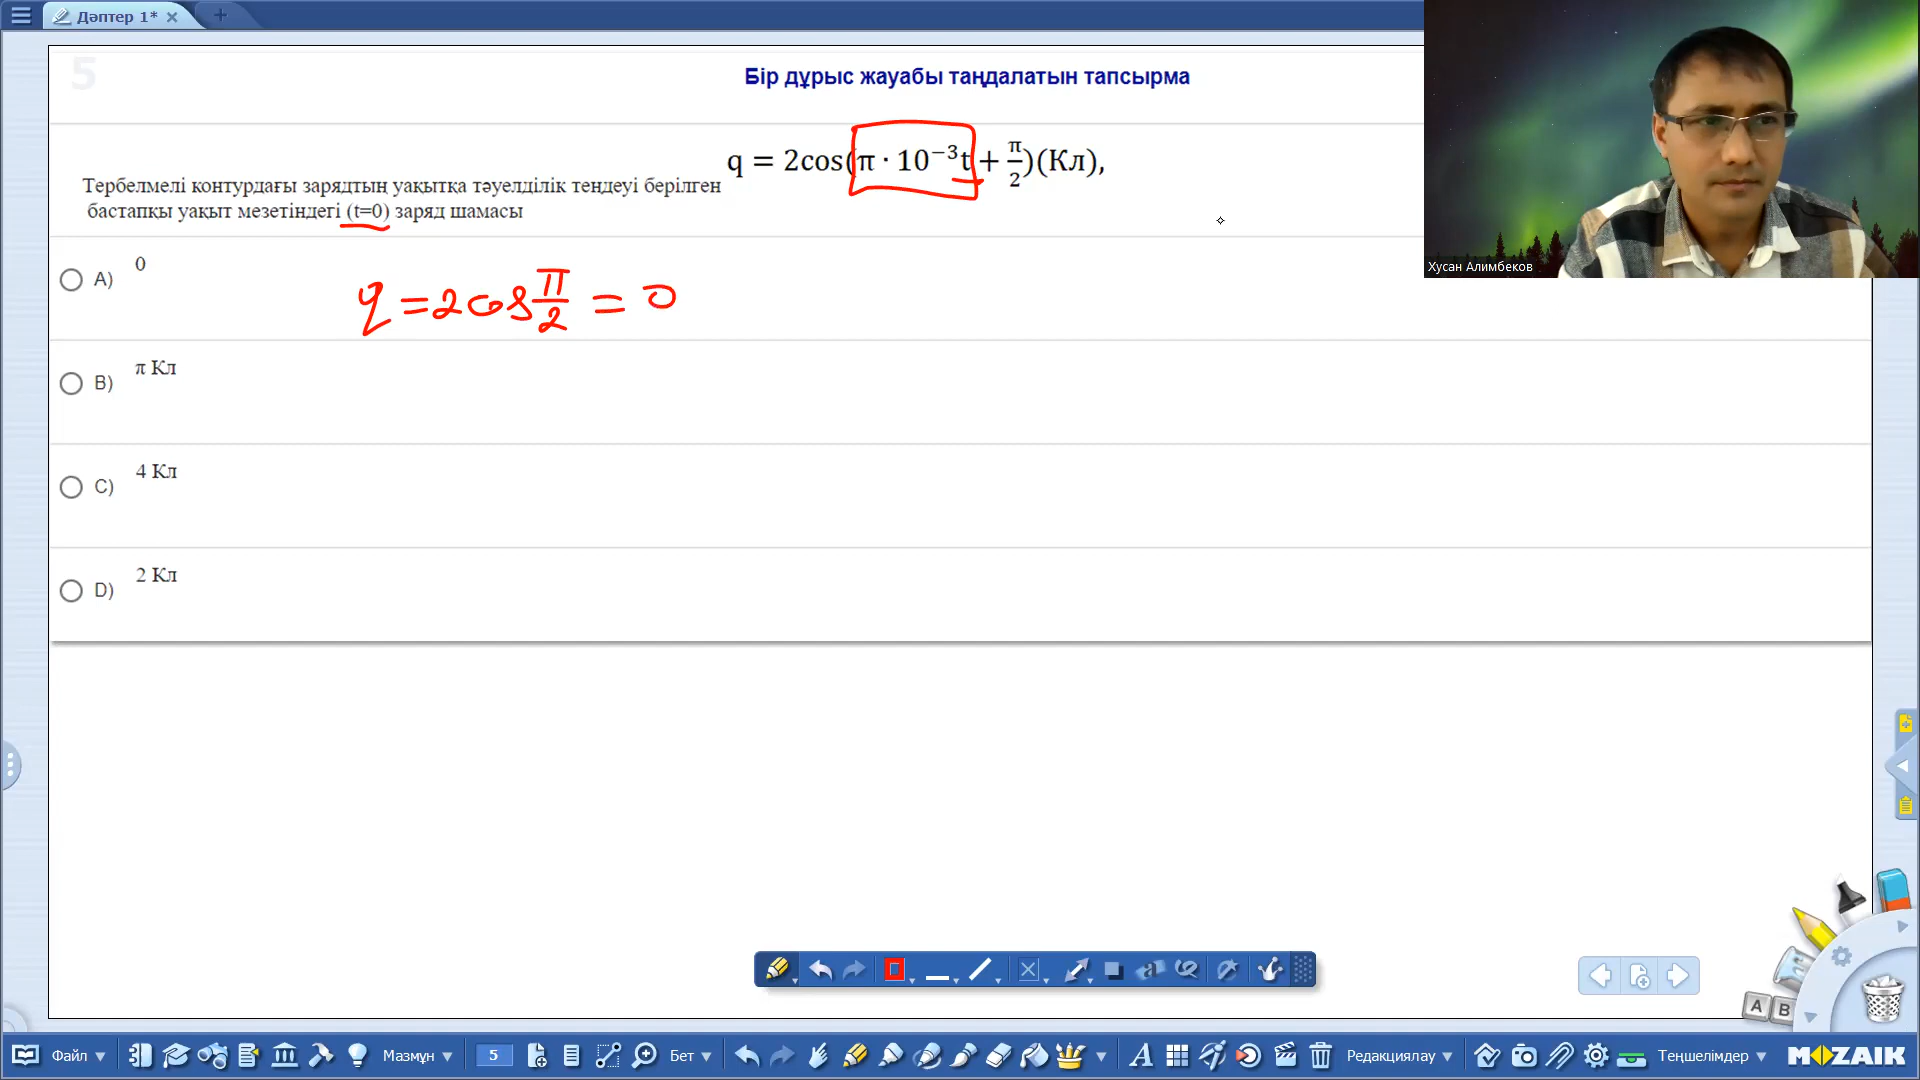 Дәптер 1*
5
Бір дұрыс жауабы таңдалатын тапсырма
q = 2cos(π · 10⁻³t + π/2)(Кл),
Тербелмелі контурдағы зарядтың уақытқа тәуелділік теңдеуі берілген
бастапқы уақыт мезетіндегі (t=0) заряд шамасы
A) 0
q = 2 cos π/2 = 0
B) π Кл
C) 4 Кл
D) 2 Кл
Хусан Алимбеков
A B
Файл Мазмұн 5 Бет Редакциялау Теңшелімдер MOZAIK